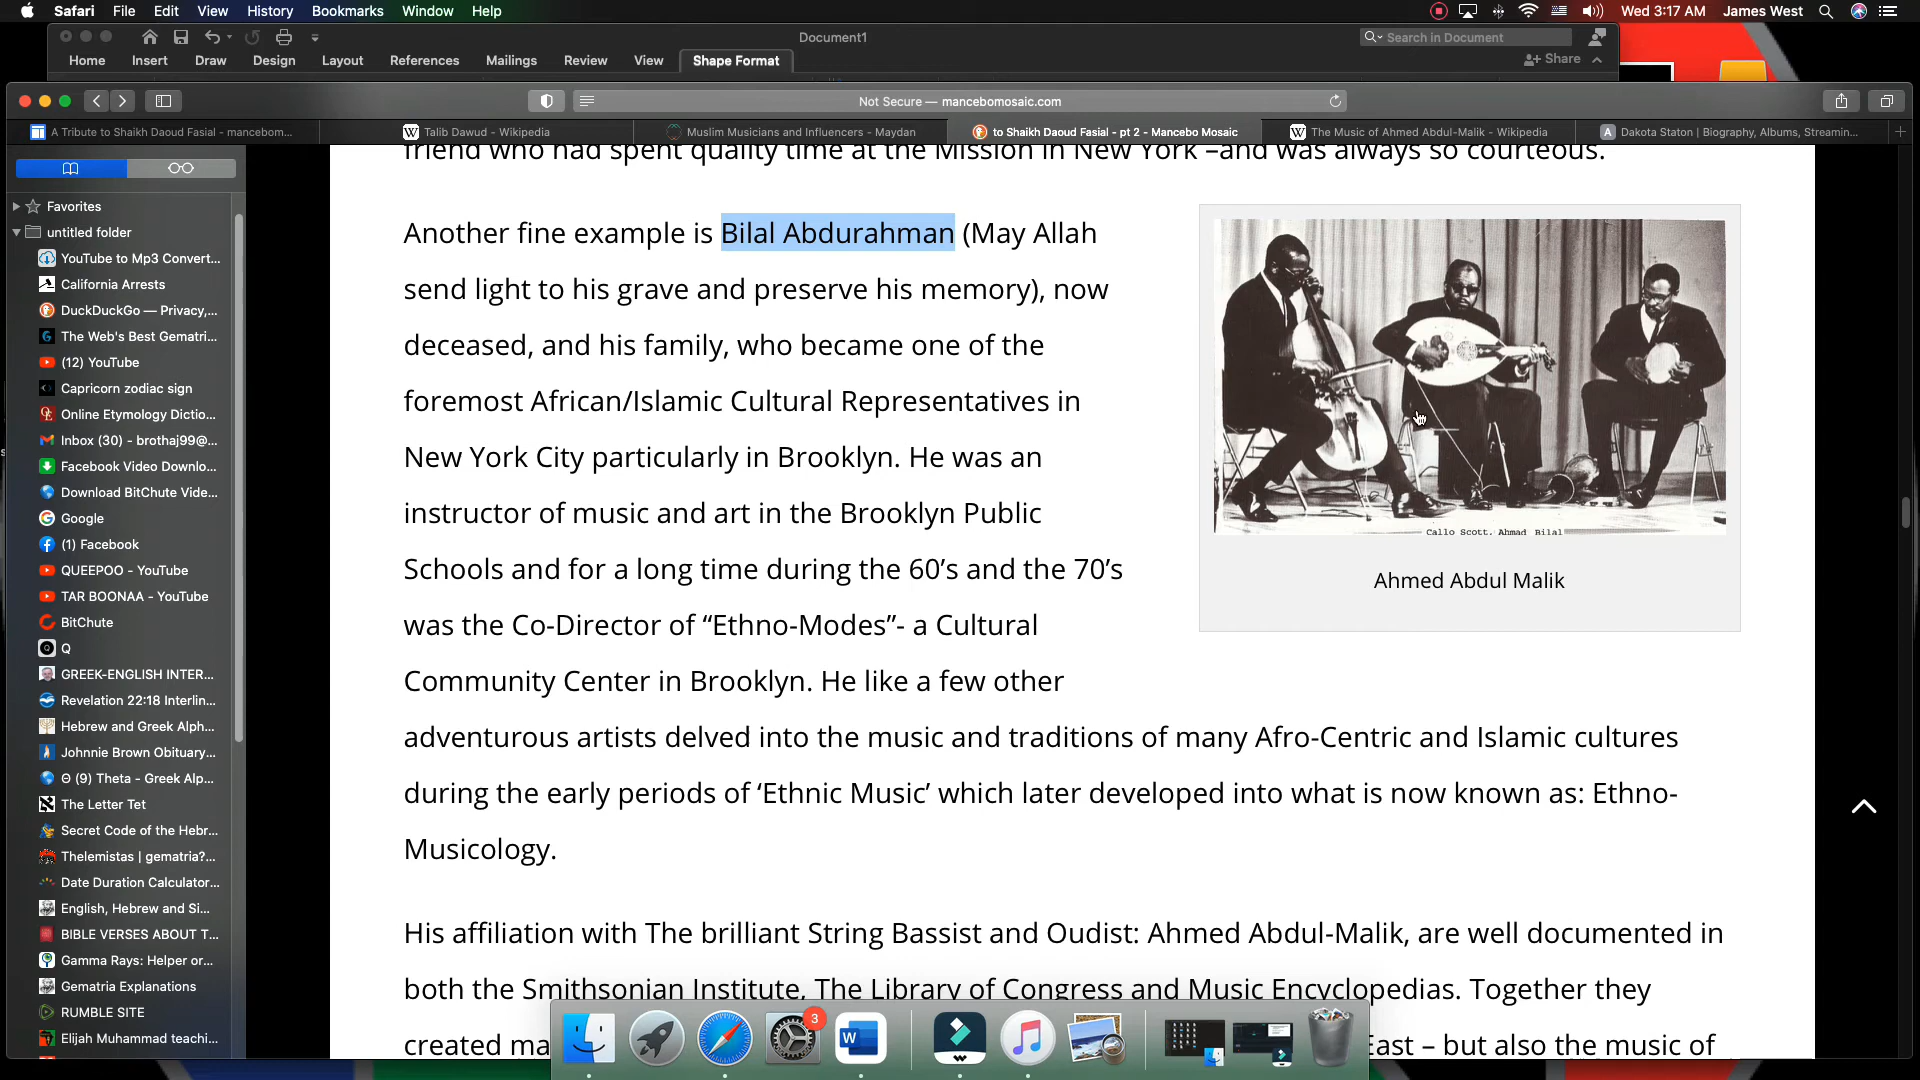 Safari File Edit View History Bookmarks Window Help Wed 3:17 AM James West
Document1 Search in Document
Home Insert Draw Design Layout References Mailings Review View Shape Format Share
Not Secure — mancebomosaic.com
A Tribute to Shaikh Daoud Fasial - mancebom... Talib Dawud - Wikipedia Muslim Musicians and Influencers - Maydan to Shaikh Daoud Fasial - pt 2 - Mancebo Mosaic The Music of Ahmed Abdul-Malik - Wikipedia Dakota Staton | Biography, Albums, Streamin...
Favorites
untitled folder
YouTube to Mp3 Convert...
California Arrests
DuckDuckGo — Privacy,...
The Web's Best Gematri...
(12) YouTube
Capricorn zodiac sign
Online Etymology Dictio...
Inbox (30) - brothaj99@...
Facebook Video Downlo...
Download BitChute Vide...
Google
(1) Facebook
QUEEPOO - YouTube
TAR BOONAA - YouTube
BitChute
Q
GREEK-ENGLISH INTER...
Revelation 22:18 Interlin...
Hebrew and Greek Alph...
Johnnie Brown Obituary...
Θ (9) Theta - Greek Alp...
The Letter Tet
Secret Code of the Hebr...
Thelemistas | gematria?...
Date Duration Calculator...
English, Hebrew and Si...
BIBLE VERSES ABOUT T...
Gamma Rays: Helper or...
Gematria Explanations
RUMBLE SITE
Elijah Muhammad teachi...
friend who had spent quality time at the Mission in New York –and was always so courteous.
Another fine example is Bilal Abdurahman (May Allah
send light to his grave and preserve his memory), now
deceased, and his family, who became one of the
foremost African/Islamic Cultural Representatives in
New York City particularly in Brooklyn. He was an
instructor of music and art in the Brooklyn Public
Schools and for a long time during the 60’s and the 70’s
was the Co-Director of “Ethno-Modes”- a Cultural
Community Center in Brooklyn. He like a few other
adventurous artists delved into the music and traditions of many Afro-Centric and Islamic cultures
during the early periods of ‘Ethnic Music’ which later developed into what is now known as: Ethno-
Musicology.
Callo Scott, Ahmad Bilal
Ahmed Abdul Malik
His affiliation with The brilliant String Bassist and Oudist: Ahmed Abdul-Malik, are well documented in
both the Smithsonian Institute, The Library of Congress and Music Encyclopedias. Together they
created ma East – but also the music of
3
W